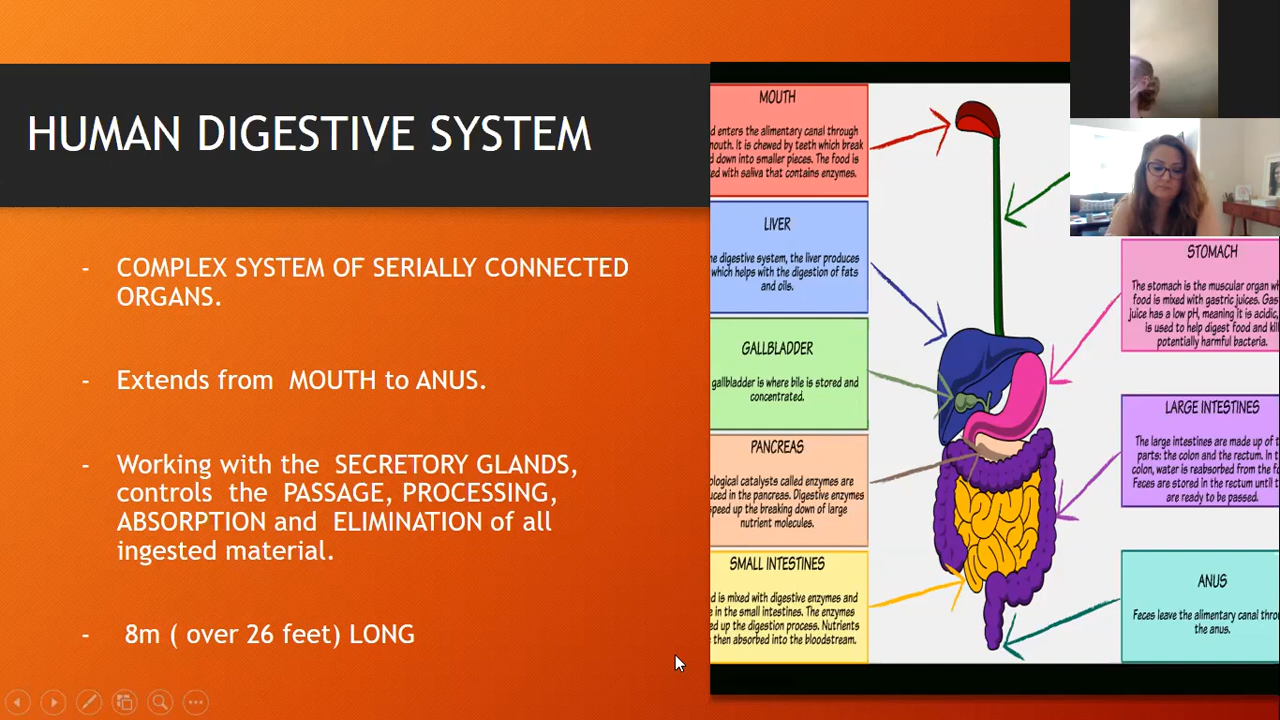 HUMAN DIGESTIVE SYSTEM
- COMPLEX SYSTEM OF SERIALLY CONNECTED
ORGANS.
- Extends from MOUTH to ANUS.
- Working with the SECRETORY GLANDS,
controls the PASSAGE, PROCESSING,
ABSORPTION and ELIMINATION of all
ingested material.
- 8m ( over 26 feet) LONG
MOUTH
enters the alimentary canal through
It is chewed by teeth which break
down into smaller pieces. The food is
with saliva that contains enzymes.
LIVER
digestive system, the liver produces
which helps with the digestion of fats
and oils.
GALLBLADDER
gallbladder is where bile is stored and
concentrated.
PANCREAS
catalysts called enzymes are
in the pancreas. Digestive enzymes
up the breaking down of large
nutrient molecules.
SMALL INTESTINES
is mixed with digestive enzymes and
in the small intestines. The enzymes
up the digestion process. Nutrients
then absorbed into the bloodstream.
STOMACH
The stomach is the muscular organ
food is mixed with gastric juices.
juice has a low pH, meaning it is acidic,
is used to help digest food and
potentially harmful bacteria.
LARGE INTESTINES
The large intestines are made up of
parts: the colon and the rectum.
colon, water is reabsorbed from the
Feces are stored in the rectum until
are ready to be passed.
ANUS
Feces leave the alimentary canal
the anus.